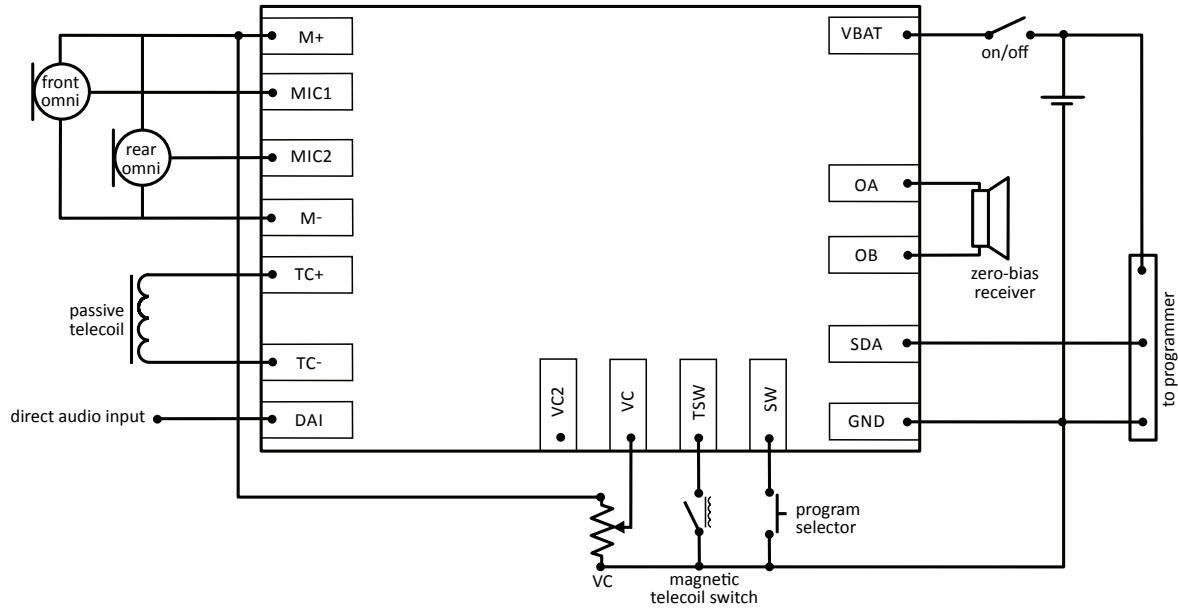 M+
VBAT
on/off
front
omni
MIC1
rear
omni
MIC2
OA
M-
OB
zero-bias
receiver
TC+
passive
telecoil
to programmer
SDA
TC-
VC2
VC
TSW
SW
direct audio input
DAI
GND
program
selector
VC
magnetic
telecoil switch